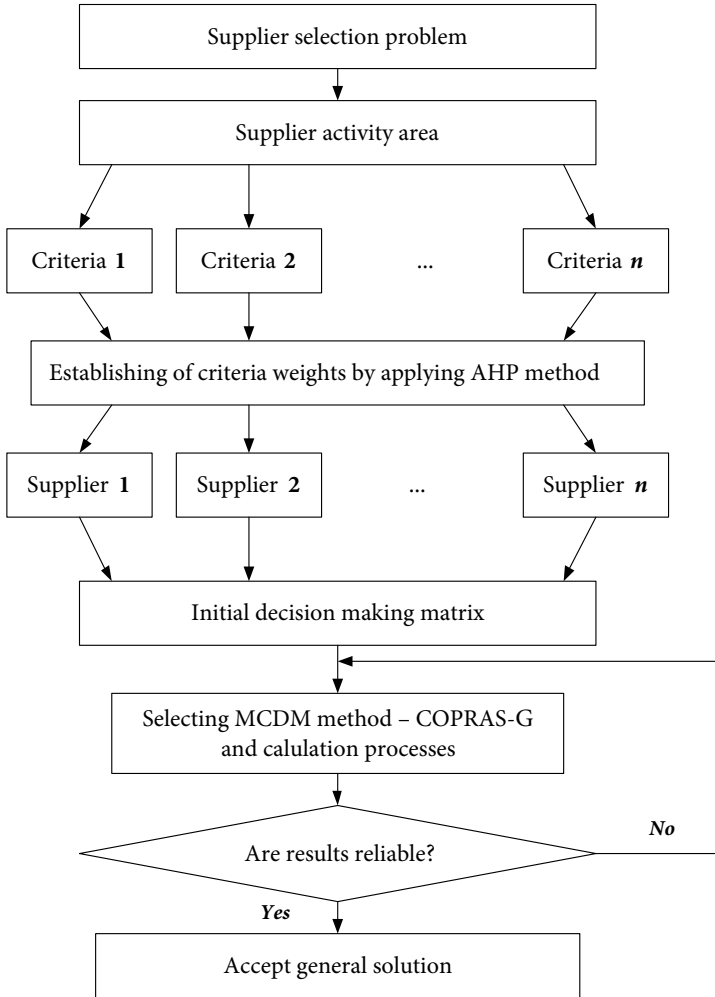 Supplier selection problem
Supplier activity area
Criteria 1
Criteria 2
...
Criteria n
Establishing of criteria weights by applying AHP method
Supplier 1
Supplier 2
...
Supplier n
Initial decision making matrix
Selecting MCDM method – COPRAS-G
and calulation processes
Are results reliable?
No
Yes
Accept general solution